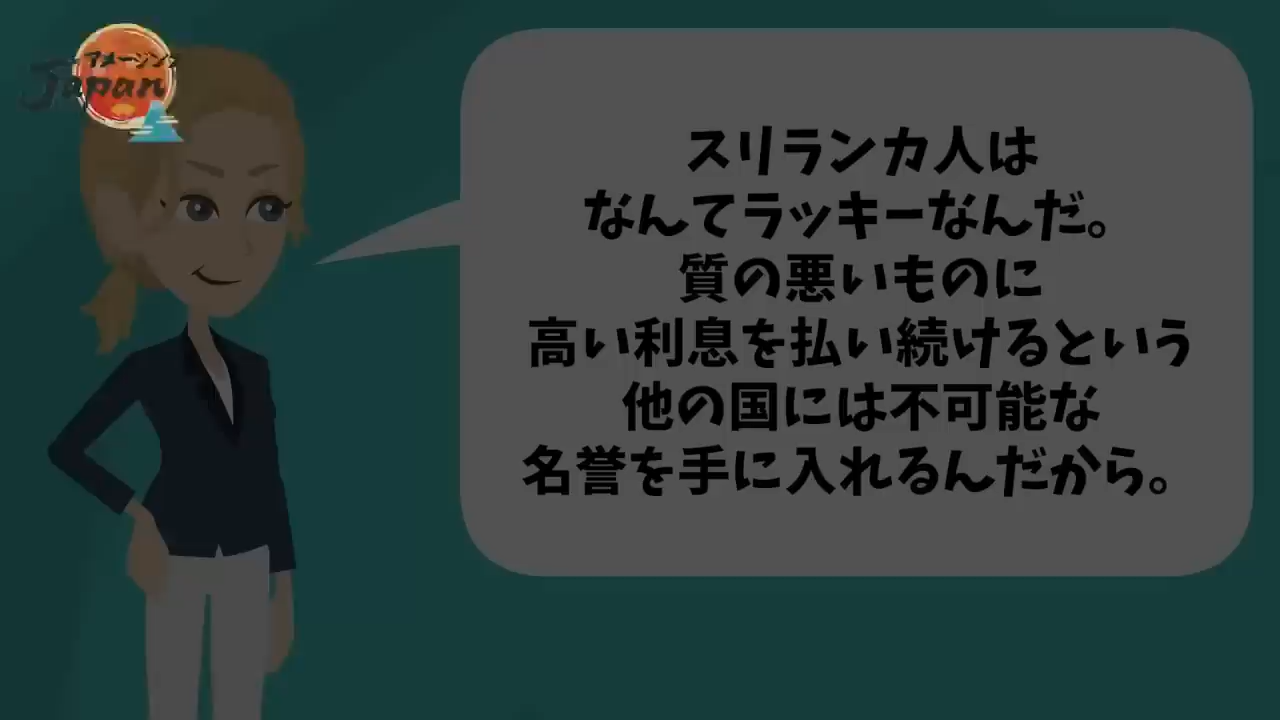 アメージング
Japan
スリランカ人は
なんてラッキーなんだ。
質の悪いものに
高い利息を払い続けるという
他の国には不可能な
名誉を手に入れるんだから。